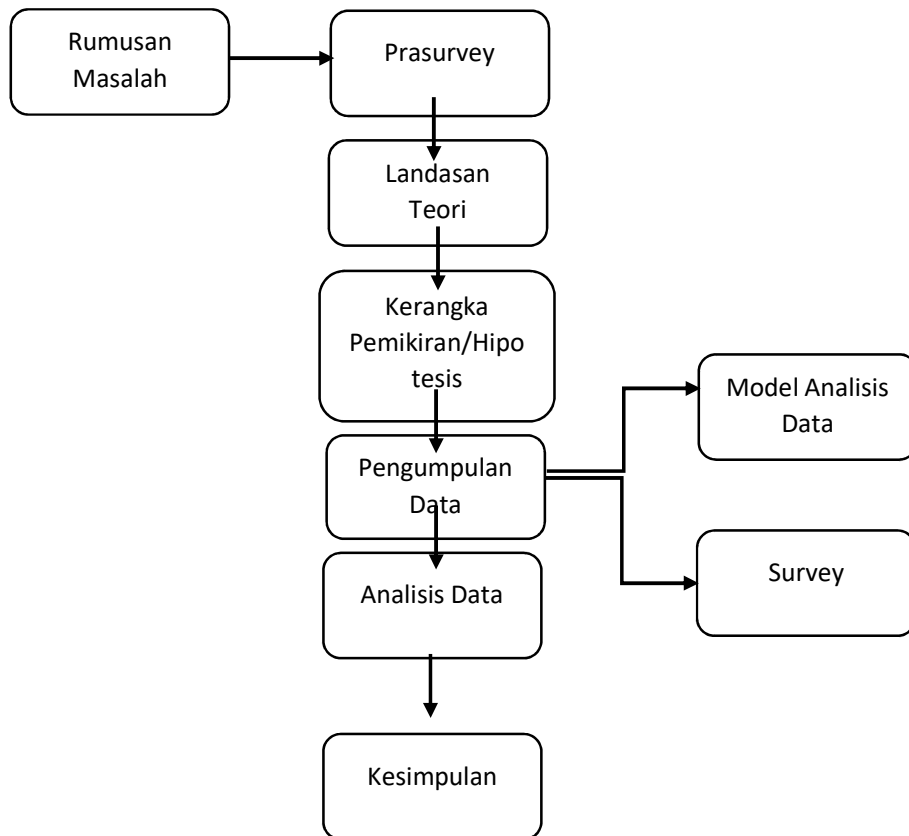 Rumusan
Masalah
Prasurvey
Landasan
Teori
Kerangka
Pemikiran/Hipo
tesis
Model Analisis
Data
Pengumpulan
Data
Survey
Analisis Data
Kesimpulan